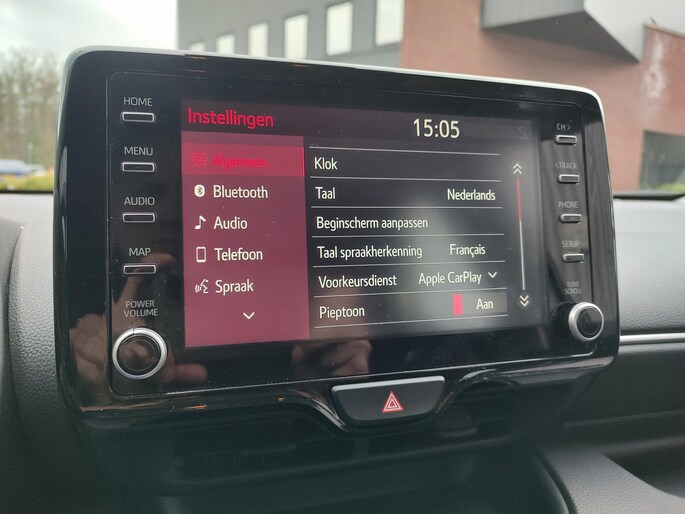 HOME
MENU
AUDIO
MAP
POWER
VOLUME
Instellingen
15:05
Algemeen
Bluetooth
Audio
Telefoon
Spraak
Klok
Taal Nederlands
Beginscherm aanpassen
Taal spraakherkenning Français
Voorkeursdienst Apple CarPlay
Pieptoon Aan
CH>
<TRACK
PHONE
SETUP
TUNE
SCROLL